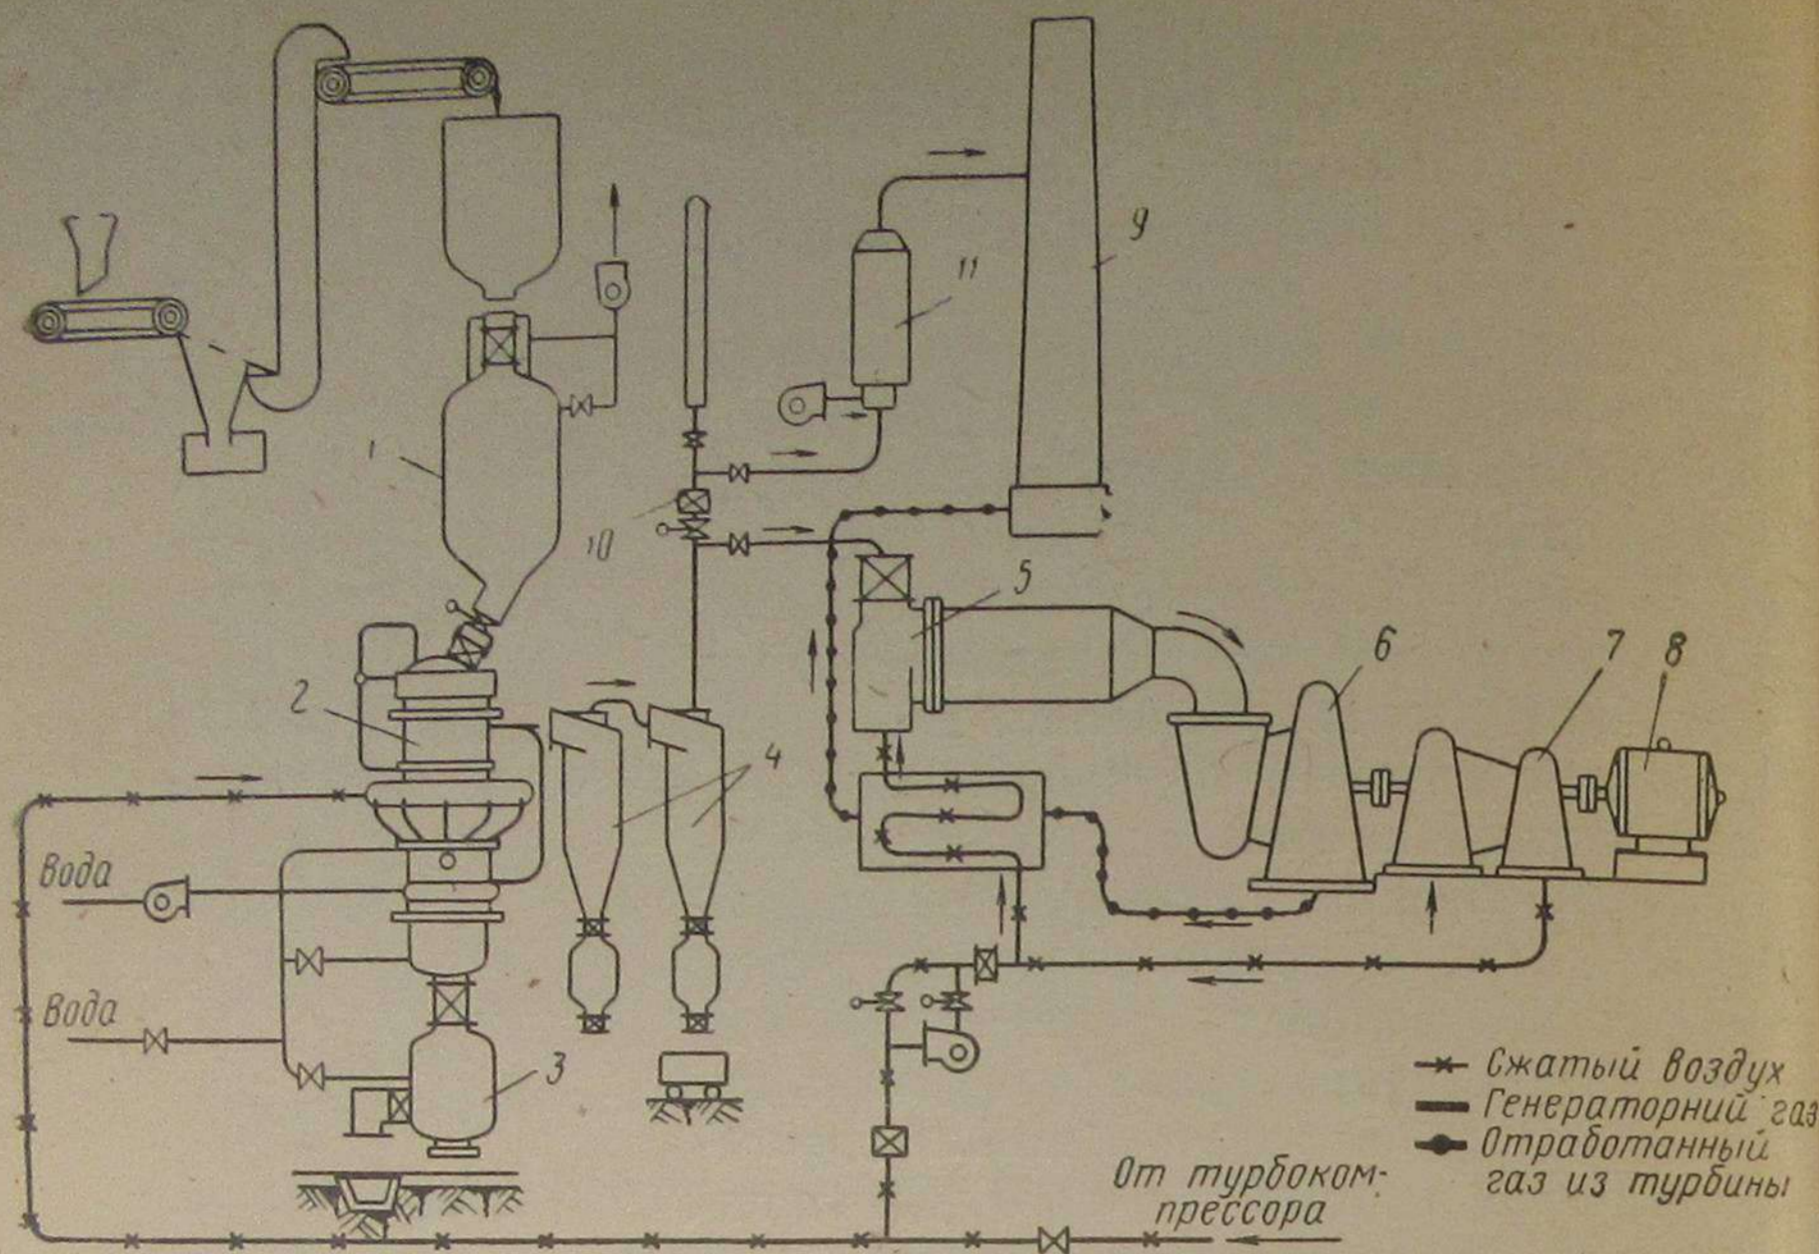 9
11
1
10
5
6
7
8
2
4
Вода
Вода
3
Сжатый воздух
Генераторний газ
Отработанный
газ из турбины
От турбоком-
прессора